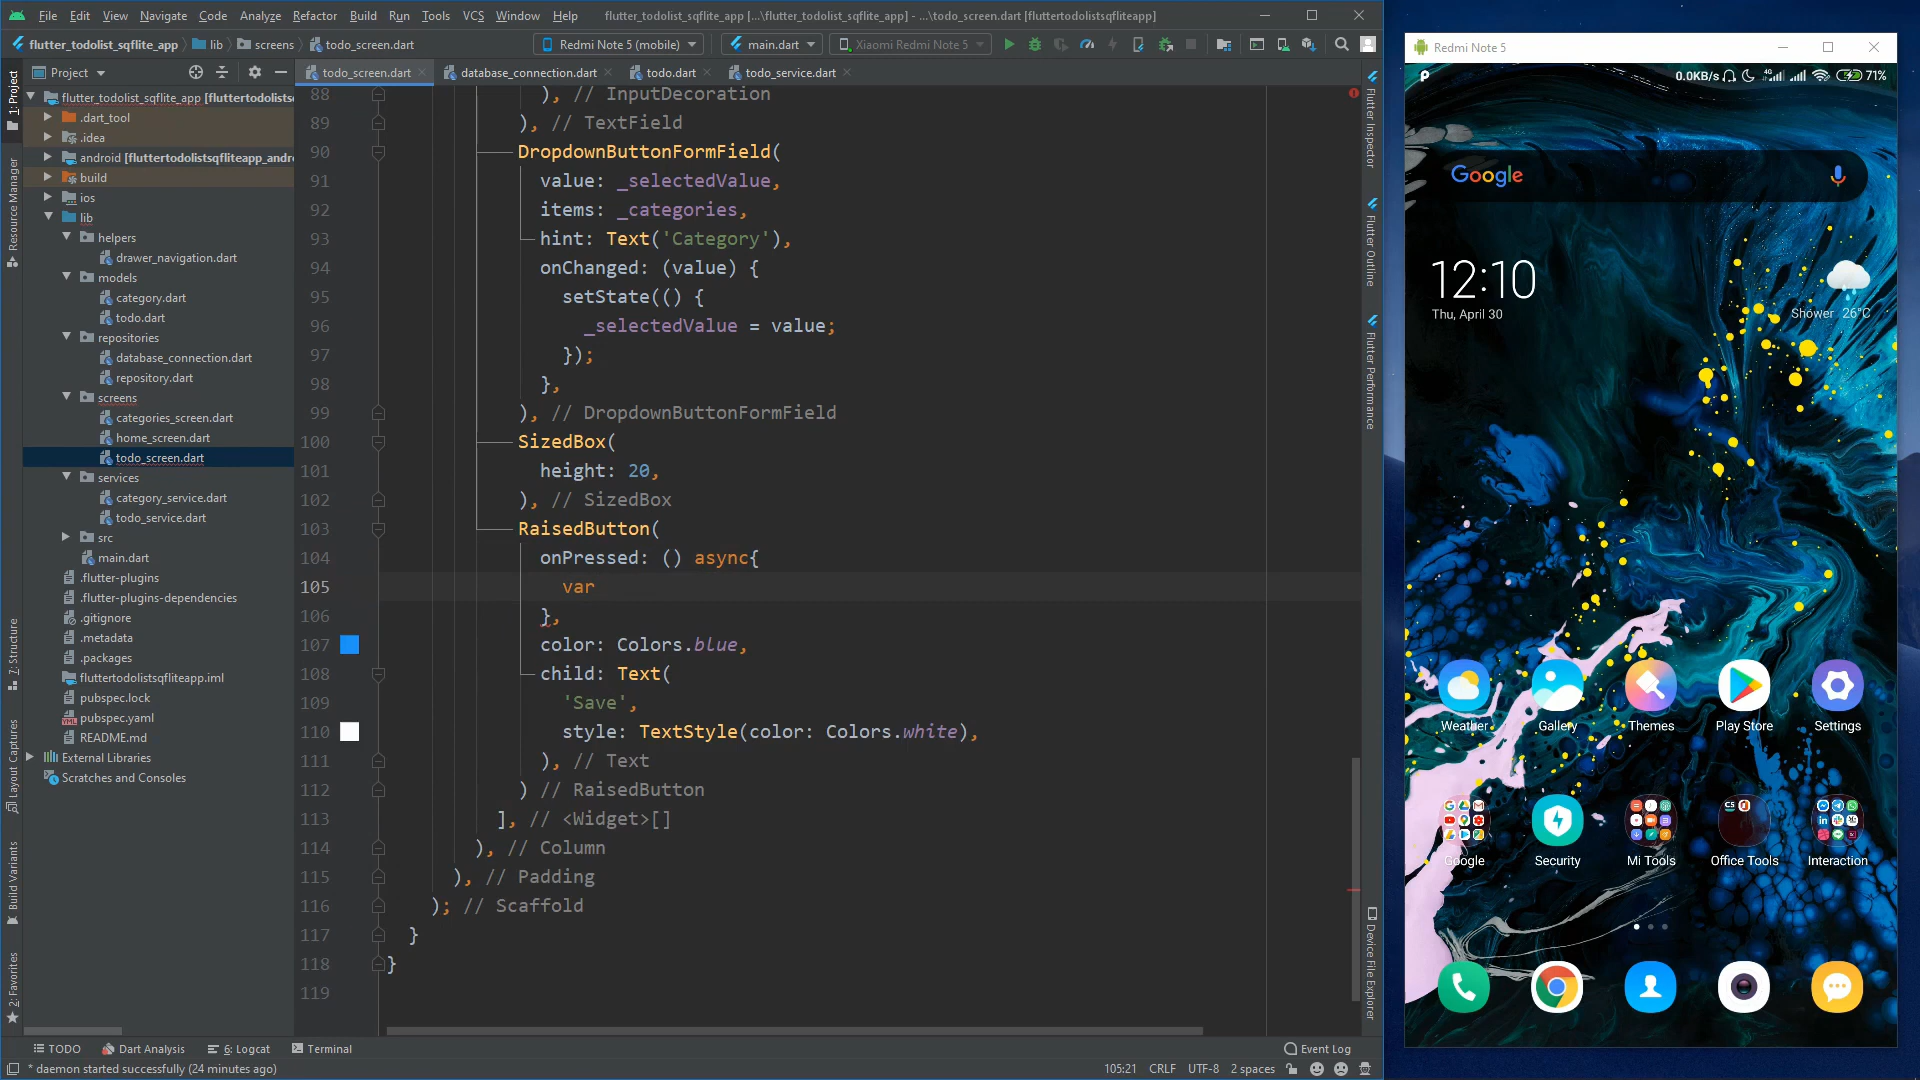 File Edit View Navigate Code Analyze Refactor Build Run Tools VCS Window Help flutter_todolist_sqflite_app [...\flutter_todolist_sqflite_app] - ...\todo_screen.dart [fluttertodolistsqfliteapp]
flutter_todolist_sqflite_app lib screens todo_screen.dart Redmi Note 5 (mobile) main.dart Xiaomi Redmi Note 5
Project
todo_screen.dart database_connection.dart todo.dart todo_service.dart
flutter_todolist_sqflite_app [fluttertodolists
.dart_tool
.idea
android [fluttertodolistsqfliteapp_andr
build
ios
lib
helpers
drawer_navigation.dart
models
category.dart
todo.dart
repositories
database_connection.dart
repository.dart
screens
categories_screen.dart
home_screen.dart
todo_screen.dart
services
category_service.dart
todo_service.dart
src
main.dart
.flutter-plugins
.flutter-plugins-dependencies
.gitignore
.metadata
.packages
fluttertodolistsqfliteapp.iml
pubspec.lock
pubspec.yaml
README.md
External Libraries
Scratches and Consoles
1: Project
Resource Manager
7: Structure
Layout Captures
Build Variants
2: Favorites
88 ), // InputDecoration
89 ), // TextField
90 DropdownButtonFormField(
91 value: _selectedValue,
92 items: _categories,
93 hint: Text('Category'),
94 onChanged: (value) {
95 setState(() {
96 _selectedValue = value;
97 });
98 },
99 ), // DropdownButtonFormField
100 SizedBox(
101 height: 20,
102 ), // SizedBox
103 RaisedButton(
104 onPressed: () async{
105 var
106 },
107 color: Colors.blue,
108 child: Text(
109 'Save',
110 style: TextStyle(color: Colors.white),
111 ), // Text
112 ) // RaisedButton
113 ], // <Widget>[]
114 ), // Column
115 ), // Padding
116 ); // Scaffold
117 }
118 }
119
Flutter Inspector
Flutter Outline
Flutter Performance
Device File Explorer
TODO Dart Analysis 6: Logcat Terminal Event Log
* daemon started successfully (24 minutes ago) 105:21 CRLF UTF-8 2 spaces
Redmi Note 5
0.0KB/s 4G 71%
Google
12:10
Thu, April 30
Shower 26°C
Weather Gallery Themes Play Store Settings
Google Security Mi Tools Office Tools Interaction